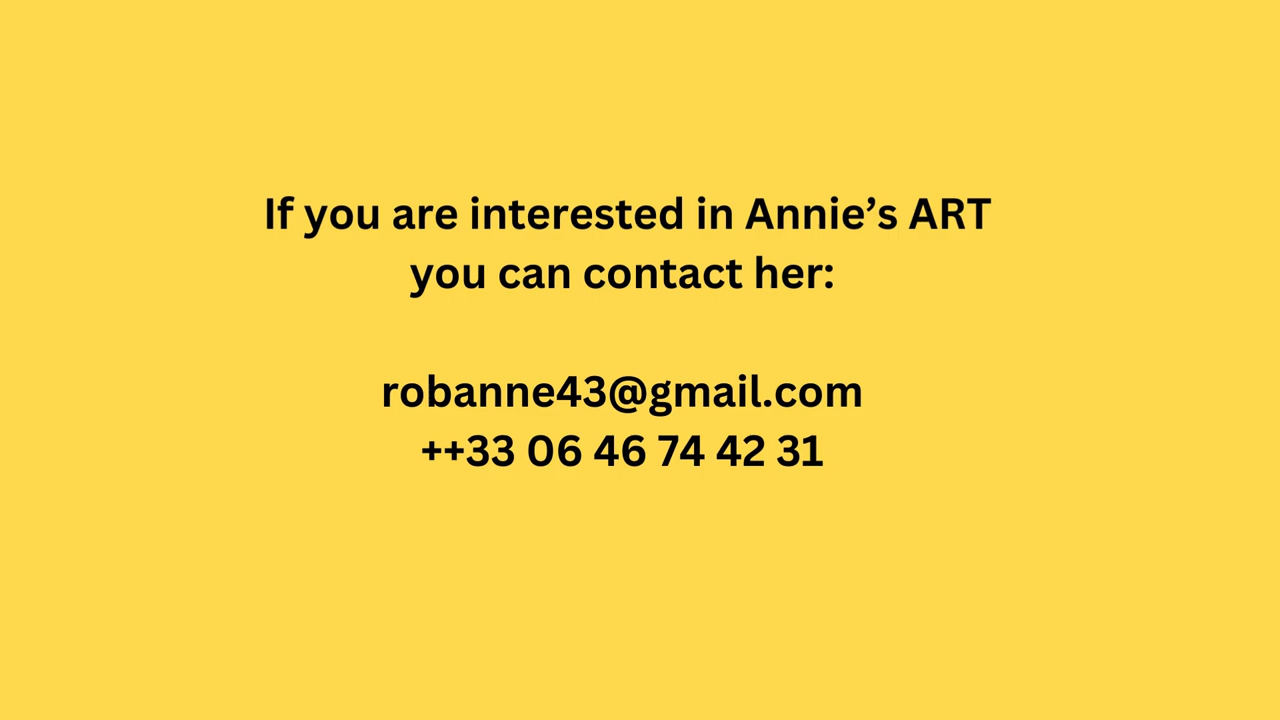 If you are interested in Annie’s ART
you can contact her:
robanne43@gmail.com
++33 06 46 74 42 31